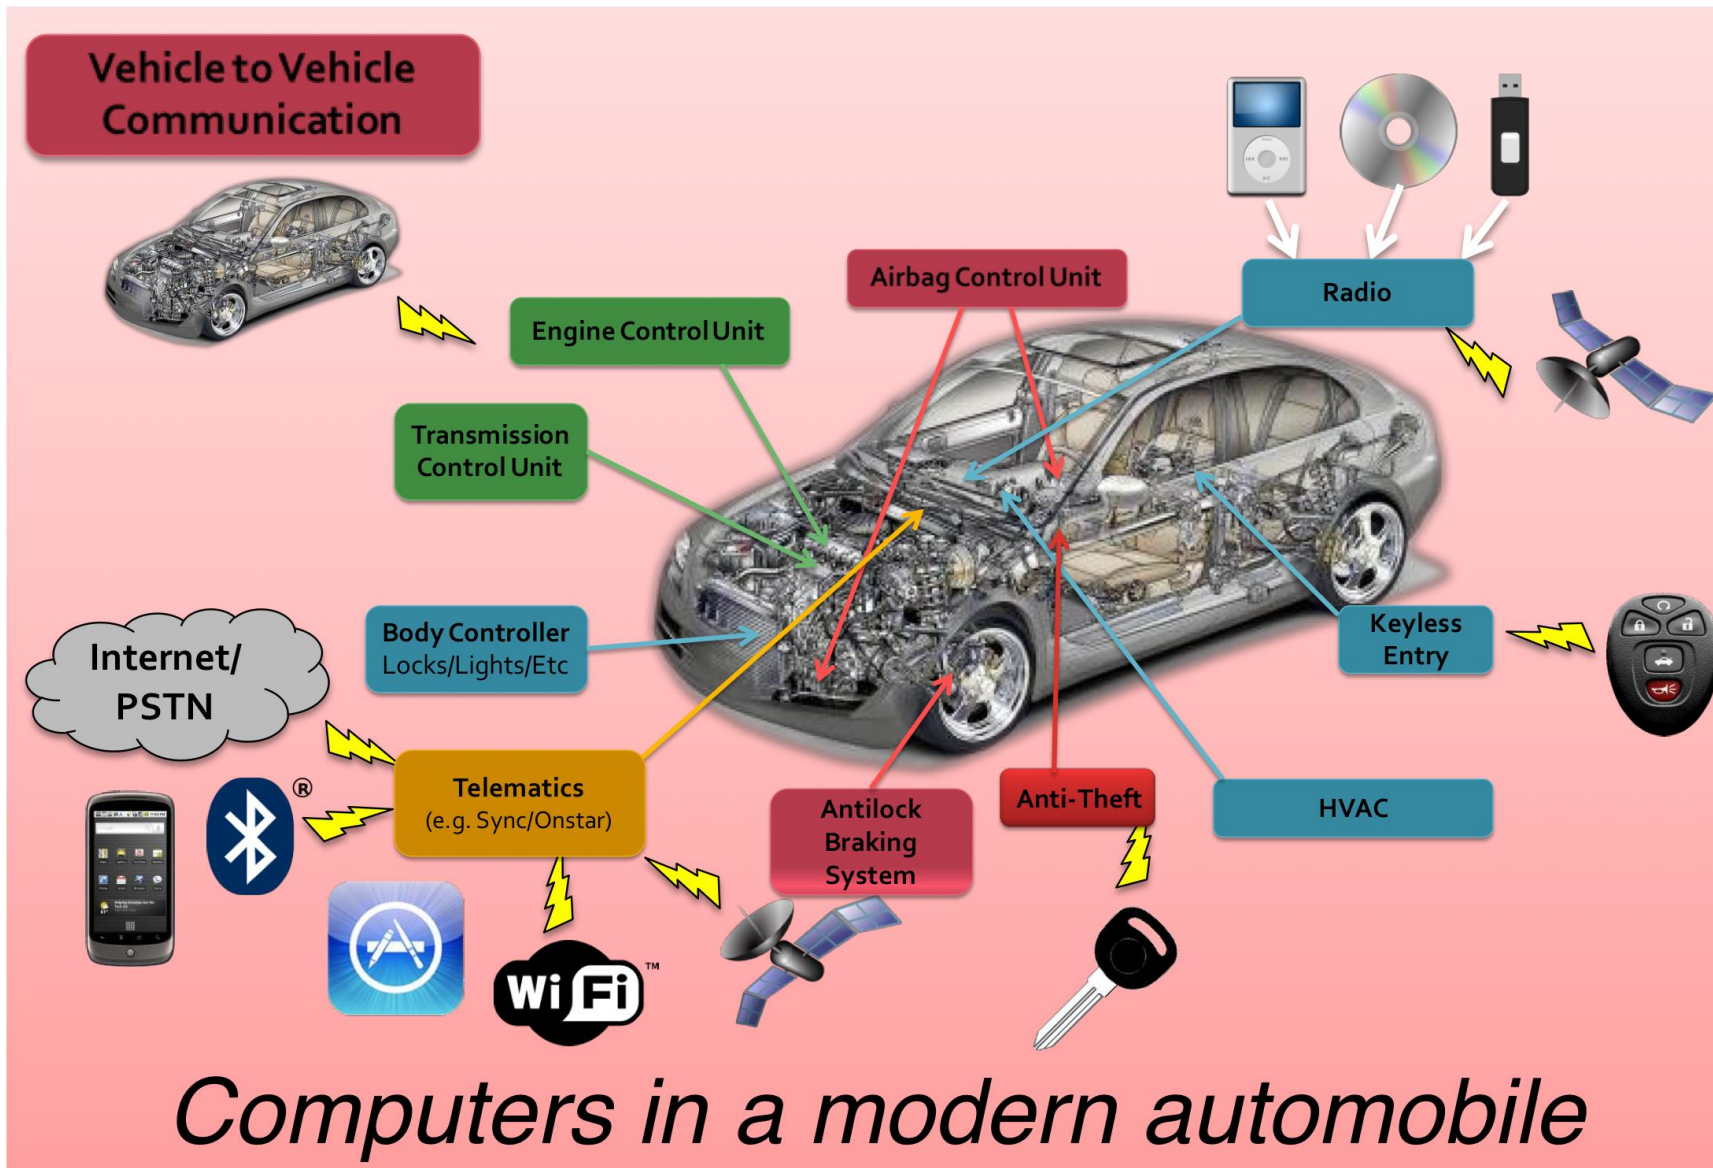 Vehicle to Vehicle
Communication
Airbag Control Unit
Radio
Engine Control Unit
Transmission
Control Unit
Body Controller
Locks/Lights/Etc
Keyless
Entry
Internet/
PSTN
Telematics
(e.g. Sync/Onstar)
®
Antilock
Braking
System
Anti-Theft
HVAC
Wi Fi ™
Computers in a modern automobile